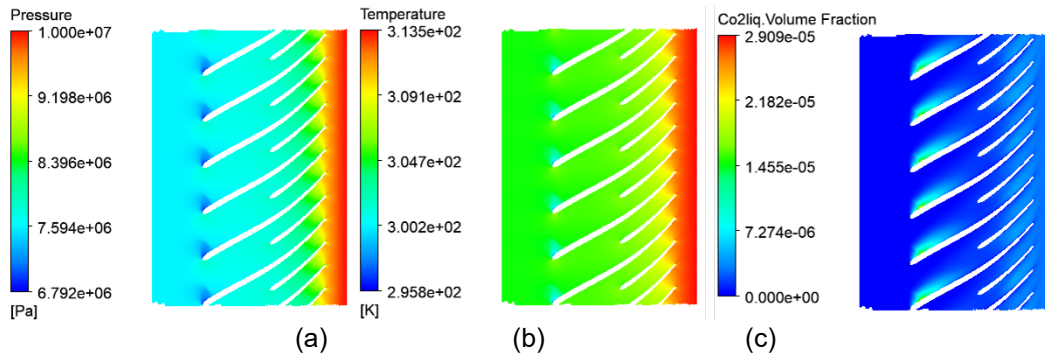 Pressure
1.000e+07
9.198e+06
8.396e+06
7.594e+06
6.792e+06
[Pa]
(a)
Temperature
3.135e+02
3.091e+02
3.047e+02
3.002e+02
2.958e+02
[K]
(b)
Co2liq.Volume Fraction
2.909e-05
2.182e-05
1.455e-05
7.274e-06
0.000e+00
(c)